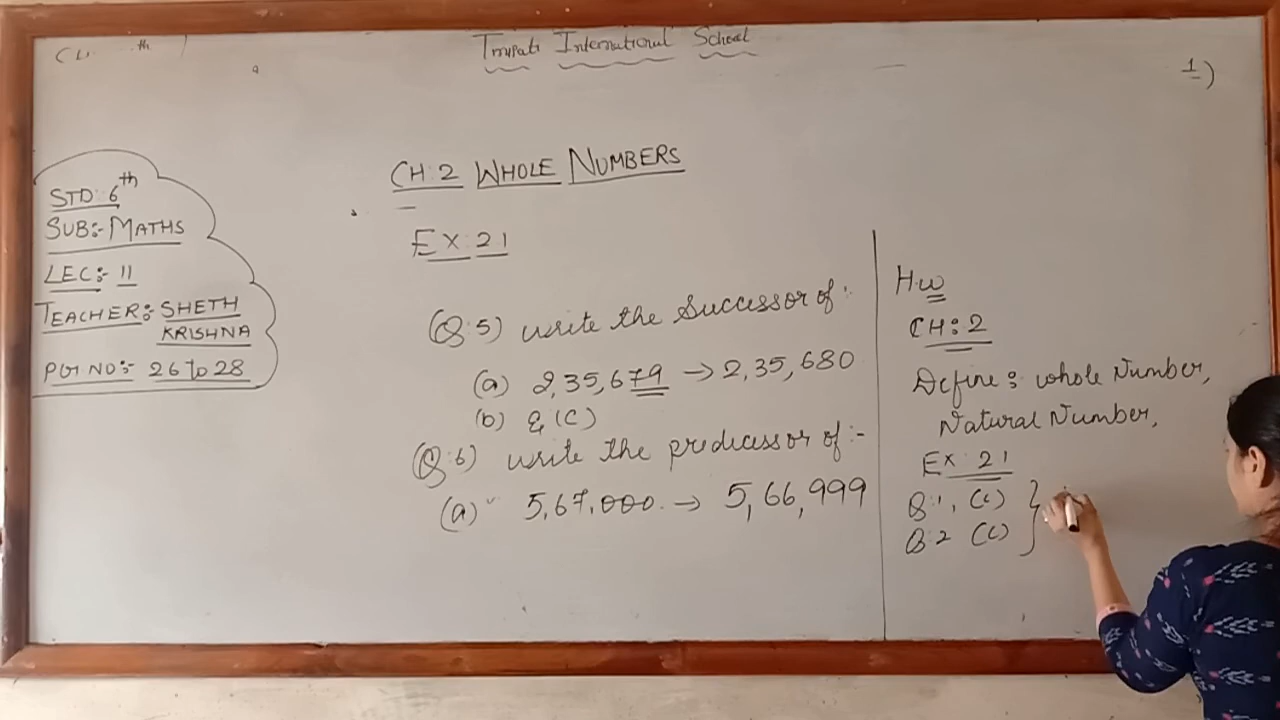 International School
1)
STD: 6th
SUB:- MATHS
LEC:- 11
TEACHER:- SHETH
KRISHNA
PG NO:- 26 to 28
CH: 2 WHOLE NUMBERS
EX: 2.1
(Q:5) write the Successor of:-
(a) 2,35,679 → 2,35,680
(b) & (c)
(Q:6) write the predicessor of:-
(a) 5,67,000. → 5,66,999
H.w
CH: 2
Define: whole Number,
Natural Number,
EX 2.1
Q:1, (c)
Q:2 (c)